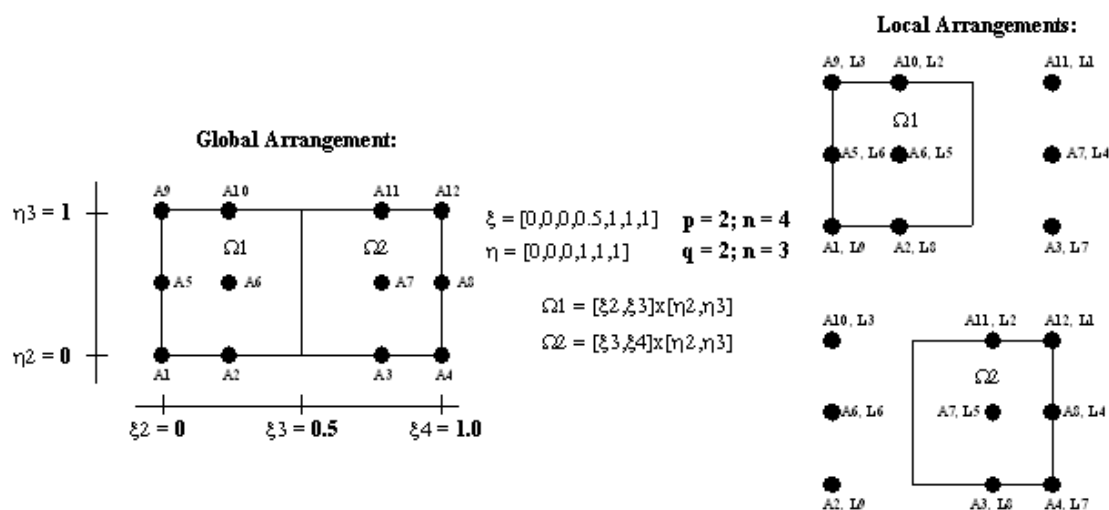 Local Arrangements:
A9, L3
A10, L2
A11, L1
Ω1
A5, L6
A6, L5
A7, L4
A1, L9
A2, L8
A3, L7
Global Arrangement:
A9
A10
A11
A12
η3 = 1
Ω1
Ω2
A5
A6
A7
A8
η2 = 0
A1
A2
A3
A4
ξ2 = 0
ξ3 = 0.5
ξ4 = 1.0
ξ = [0,0,0,0.5,1,1,1] p = 2; n = 4
η = [0,0,0,1,1,1] q = 2; n = 3
Ω1 = [ξ2,ξ3]x[η2,η3]
Ω2 = [ξ3,ξ4]x[η2,η3]
A10, L3
A11, L2
A12, L1
Ω2
A6, L6
A7, L5
A8, L4
A2, L9
A3, L8
A4, L7